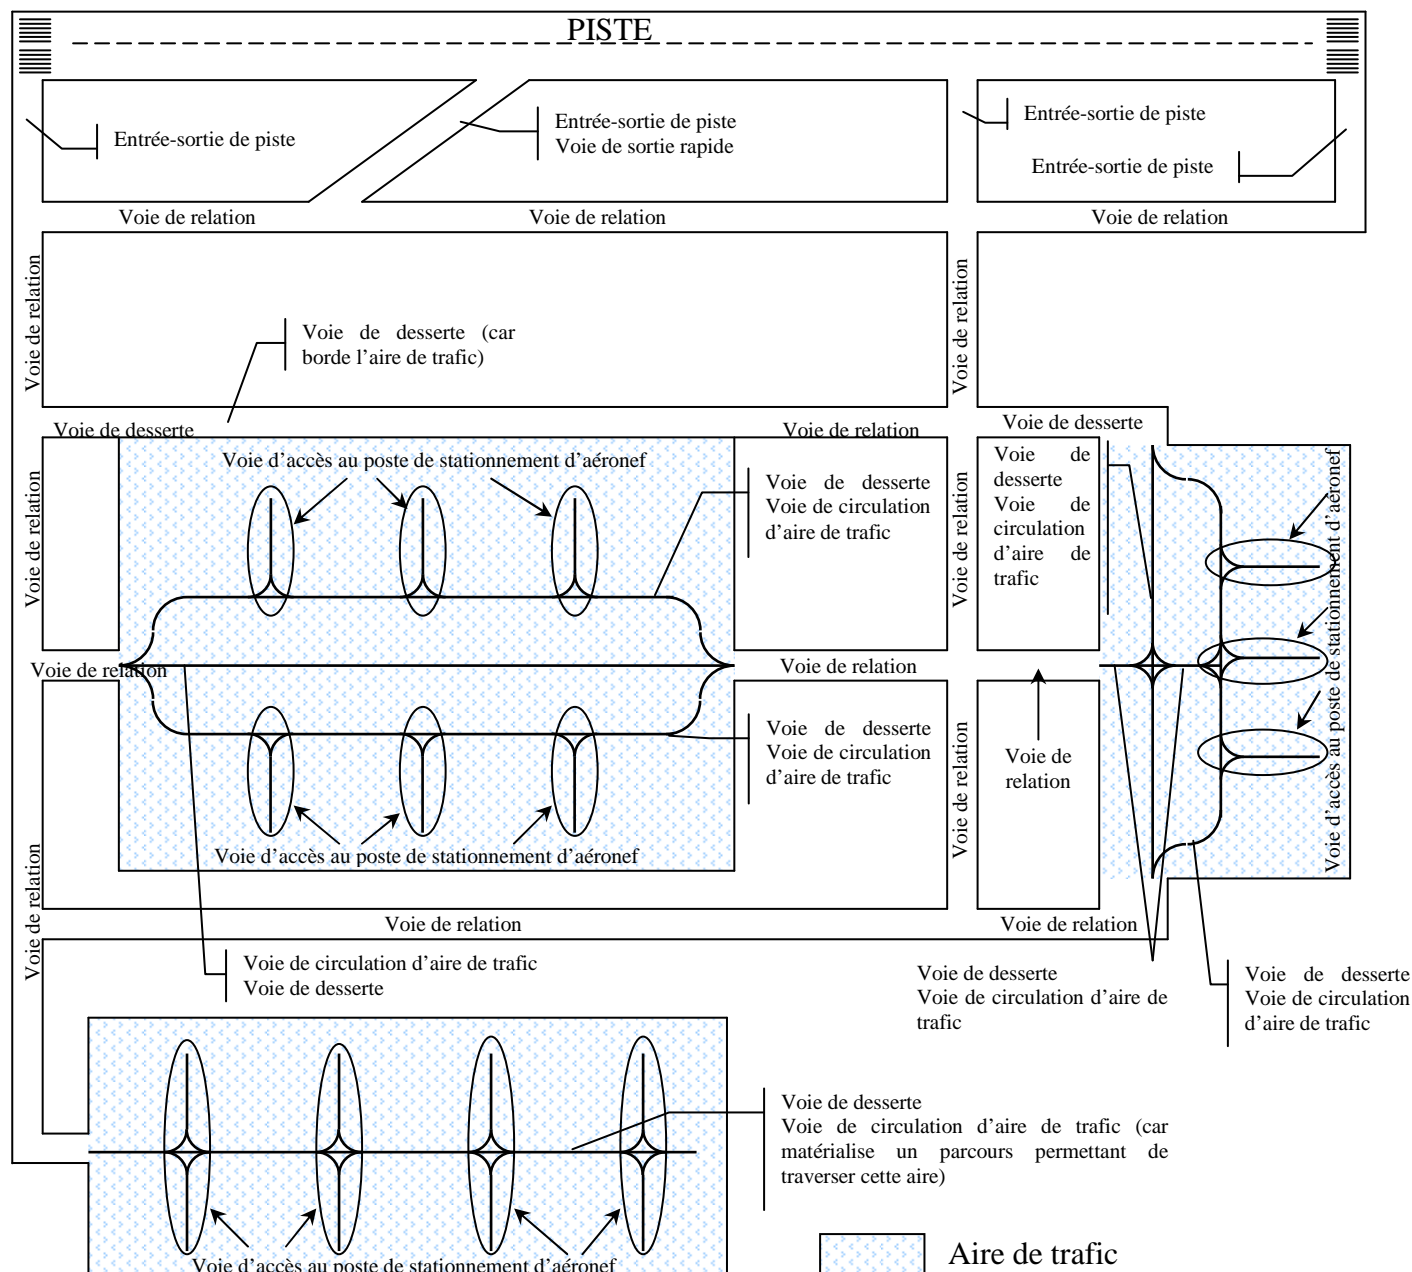 PISTE
Entrée-sortie de piste
Entrée-sortie de piste
Voie de sortie rapide
Entrée-sortie de piste
Entrée-sortie de piste
Voie de relation
Voie de relation
Voie de relation
Voie de relation
Voie de relation
Voie de desserte (car
borde l'aire de trafic)
Voie de desserte
Voie de relation
Voie de desserte
Voie d'accès au poste de stationnement d'aéronef
Voie de relation
Voie de desserte
Voie de circulation
d'aire de trafic
Voie de relation
Voie de
desserte
Voie de
circulation
d'aire de
trafic
Voie d'accès au poste de stationnement d'aéronef
Voie de relation
Voie de relation
Voie de desserte
Voie de circulation
d'aire de trafic
Voie de relation
Voie de
relation
Voie d'accès au poste de stationnement d'aéronef
Voie de relation
Voie de relation
Voie de relation
Voie de circulation d'aire de trafic
Voie de desserte
Voie de desserte
Voie de circulation d'aire de
trafic
Voie de desserte
Voie de circulation
d'aire de trafic
Voie de desserte
Voie de circulation d'aire de trafic (car
matérialise un parcours permettant de
traverser cette aire)
Voie d'accès au poste de stationnement d'aéronef
Aire de trafic